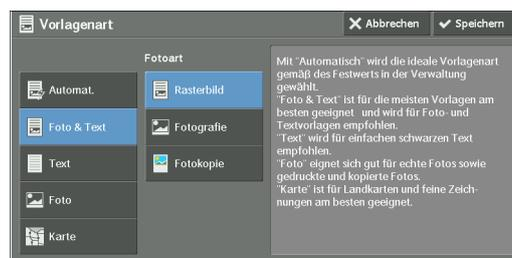 Vorlagenart
Abbrechen
Speichern
Automat.
Foto & Text
Text
Foto
Karte
Fotoart
Rasterbild
Fotografie
Fotokopie
Mit "Automatisch" wird die ideale Vorlagenart
gemäß des Festwerts in der Verwaltung
gewählt.
"Foto & Text" ist für die meisten Vorlagen am
besten geeignet und wird für Foto- und
Textvorlagen empfohlen.
"Text" wird für einfachen schwarzen Text
empfohlen.
"Foto" eignet sich gut für echte Fotos sowie
gedruckte und kopierte Fotos.
"Karte" ist für Landkarten und feine Zeich-
nungen am besten geeignet.